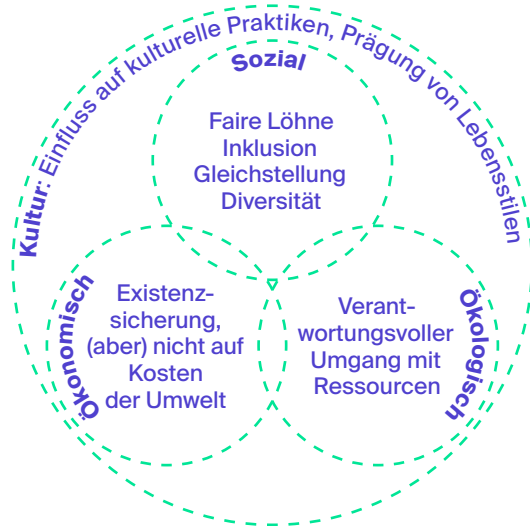 Kultur: Einfluss auf kulturelle Praktiken, Prägung von Lebensstilen
Sozial
Faire Löhne
Inklusion
Gleichstellung
Diversität
Ökonomisch
Existenz-
sicherung,
(aber) nicht auf
Kosten
der Umwelt
Ökologisch
Verant-
wortungsvoller
Umgang mit
Ressourcen